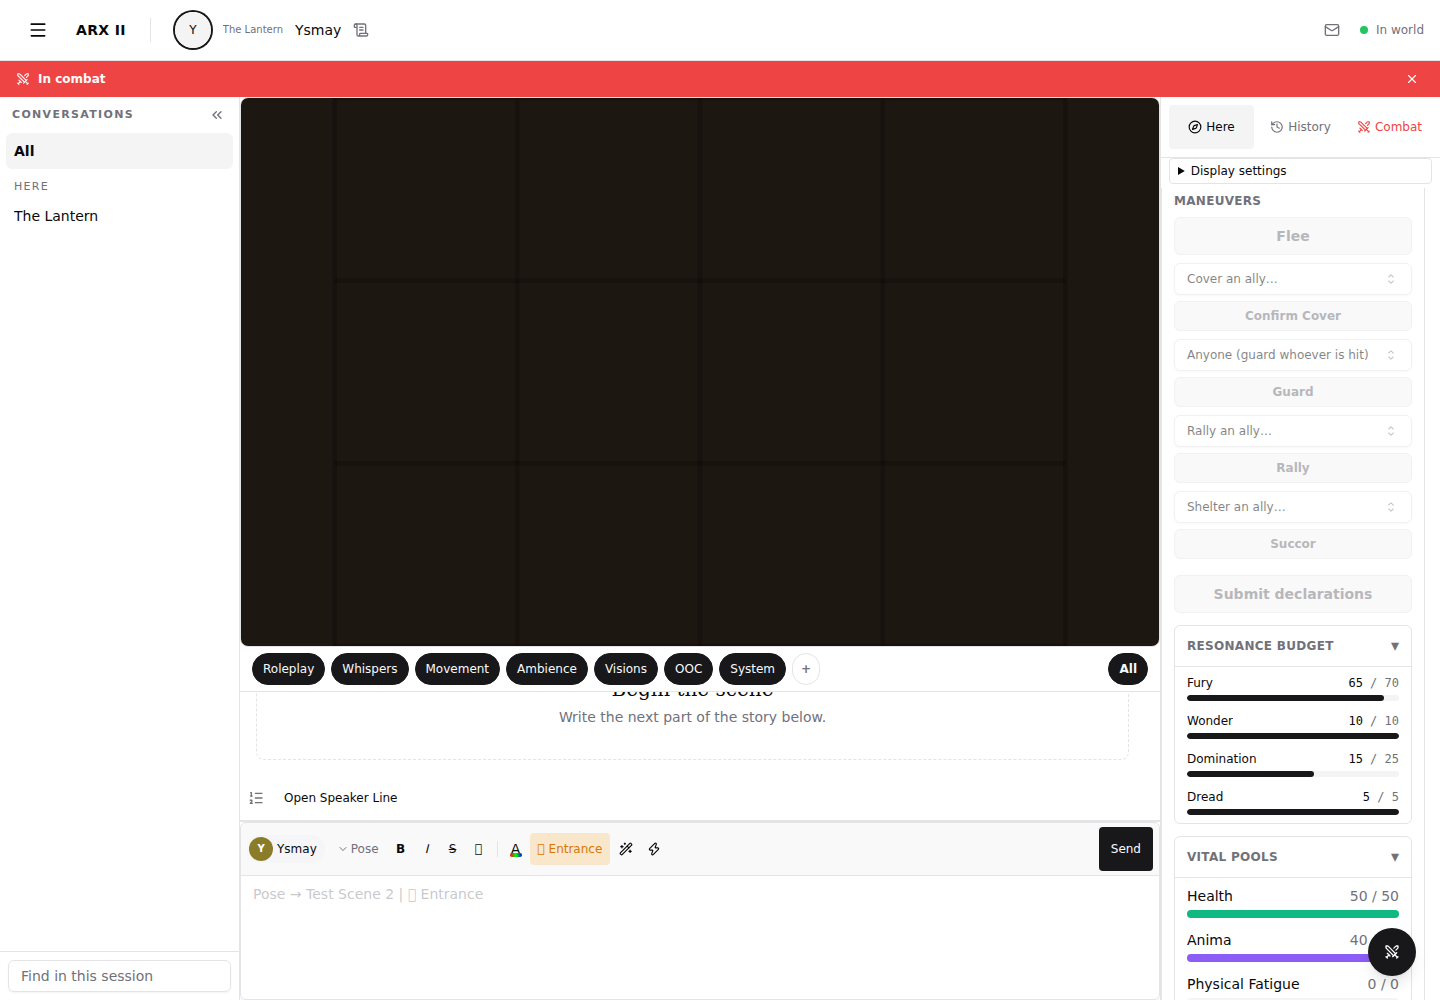 ARX II
Y
The Lantern
Ysmay
In world
In combat
CONVERSATIONS
All
HERE
The Lantern
Find in this session
Roleplay
Whispers
Movement
Ambience
Visions
OOC
System
+
All
Begin the scene
Write the next part of the story below.
Open Speaker Line
Y
Ysmay
Pose
B
I
S
A
Entrance
Send
Pose → Test Scene 2 | Entrance
Here
History
Combat
Display settings
MANEUVERS
Flee
Cover an ally...
Confirm Cover
Anyone (guard whoever is hit)
Guard
Rally an ally...
Rally
Shelter an ally...
Succor
Submit declarations
RESONANCE BUDGET
Fury 65 / 70
Wonder 10 / 10
Domination 15 / 25
Dread 5 / 5
VITAL POOLS
Health 50 / 50
Anima 40
Physical Fatigue 0 / 0